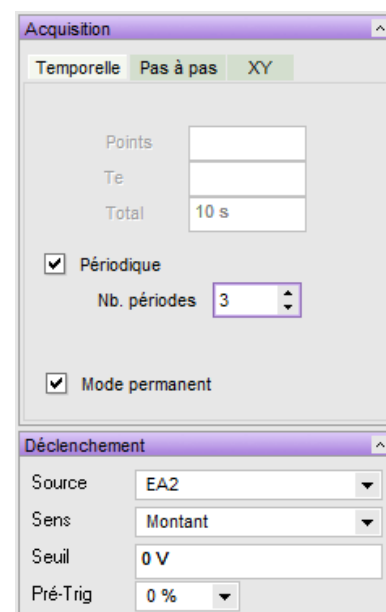 Acquisition
Temporelle Pas à pas XY
Points
Te
Total 10 s
Périodique
Nb. périodes 3
Mode permanent
Déclenchement
Source EA2
Sens Montant
Seuil 0 V
Pré-Trig 0 %